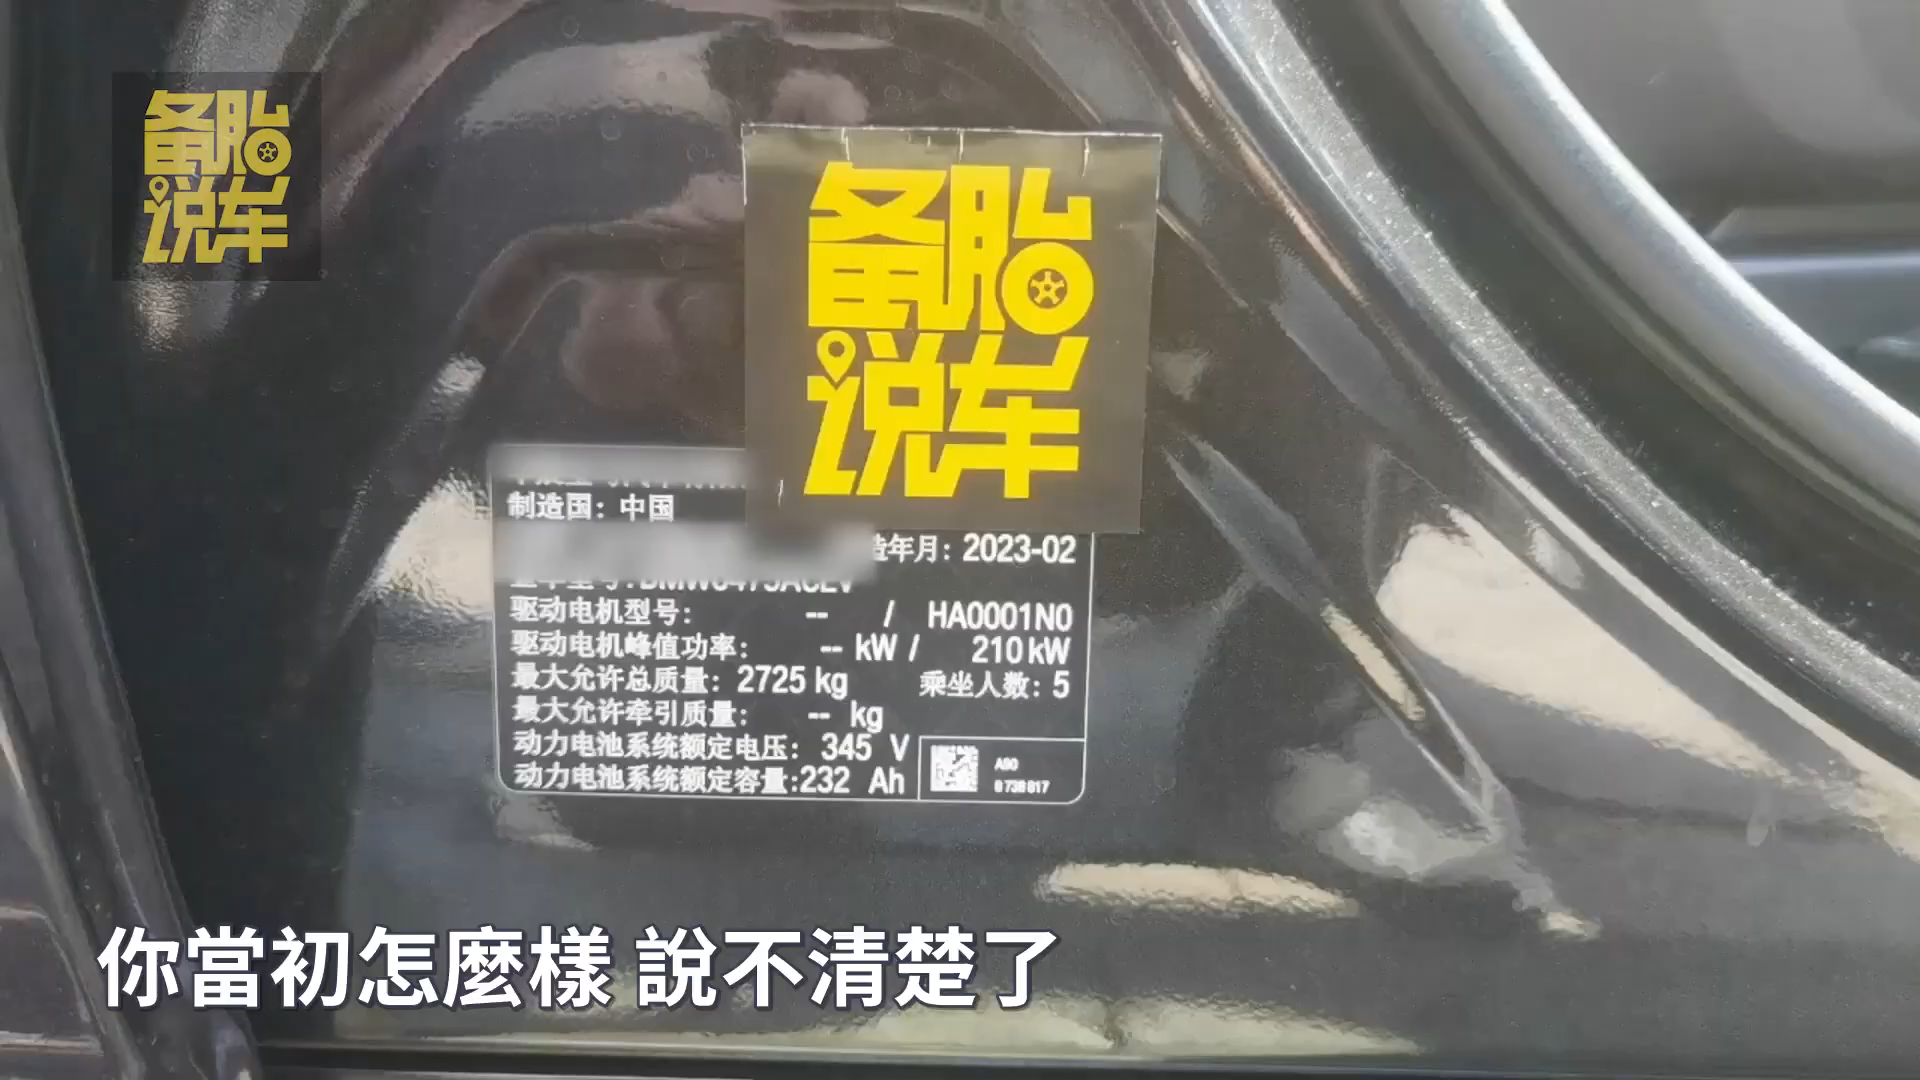 备胎
说车
备胎
说车
制造国：中国
造年月：2023-02
驱动电机型号： -- / HA0001N0
驱动电机峰值功率： -- kW / 210 kW
最大允许总质量：2725 kg 乘坐人数：5
最大允许牵引质量： -- kg
动力电池系统额定电压：345 V
动力电池系统额定容量:232 Ah
A90
你當初怎麼樣 說不清楚了